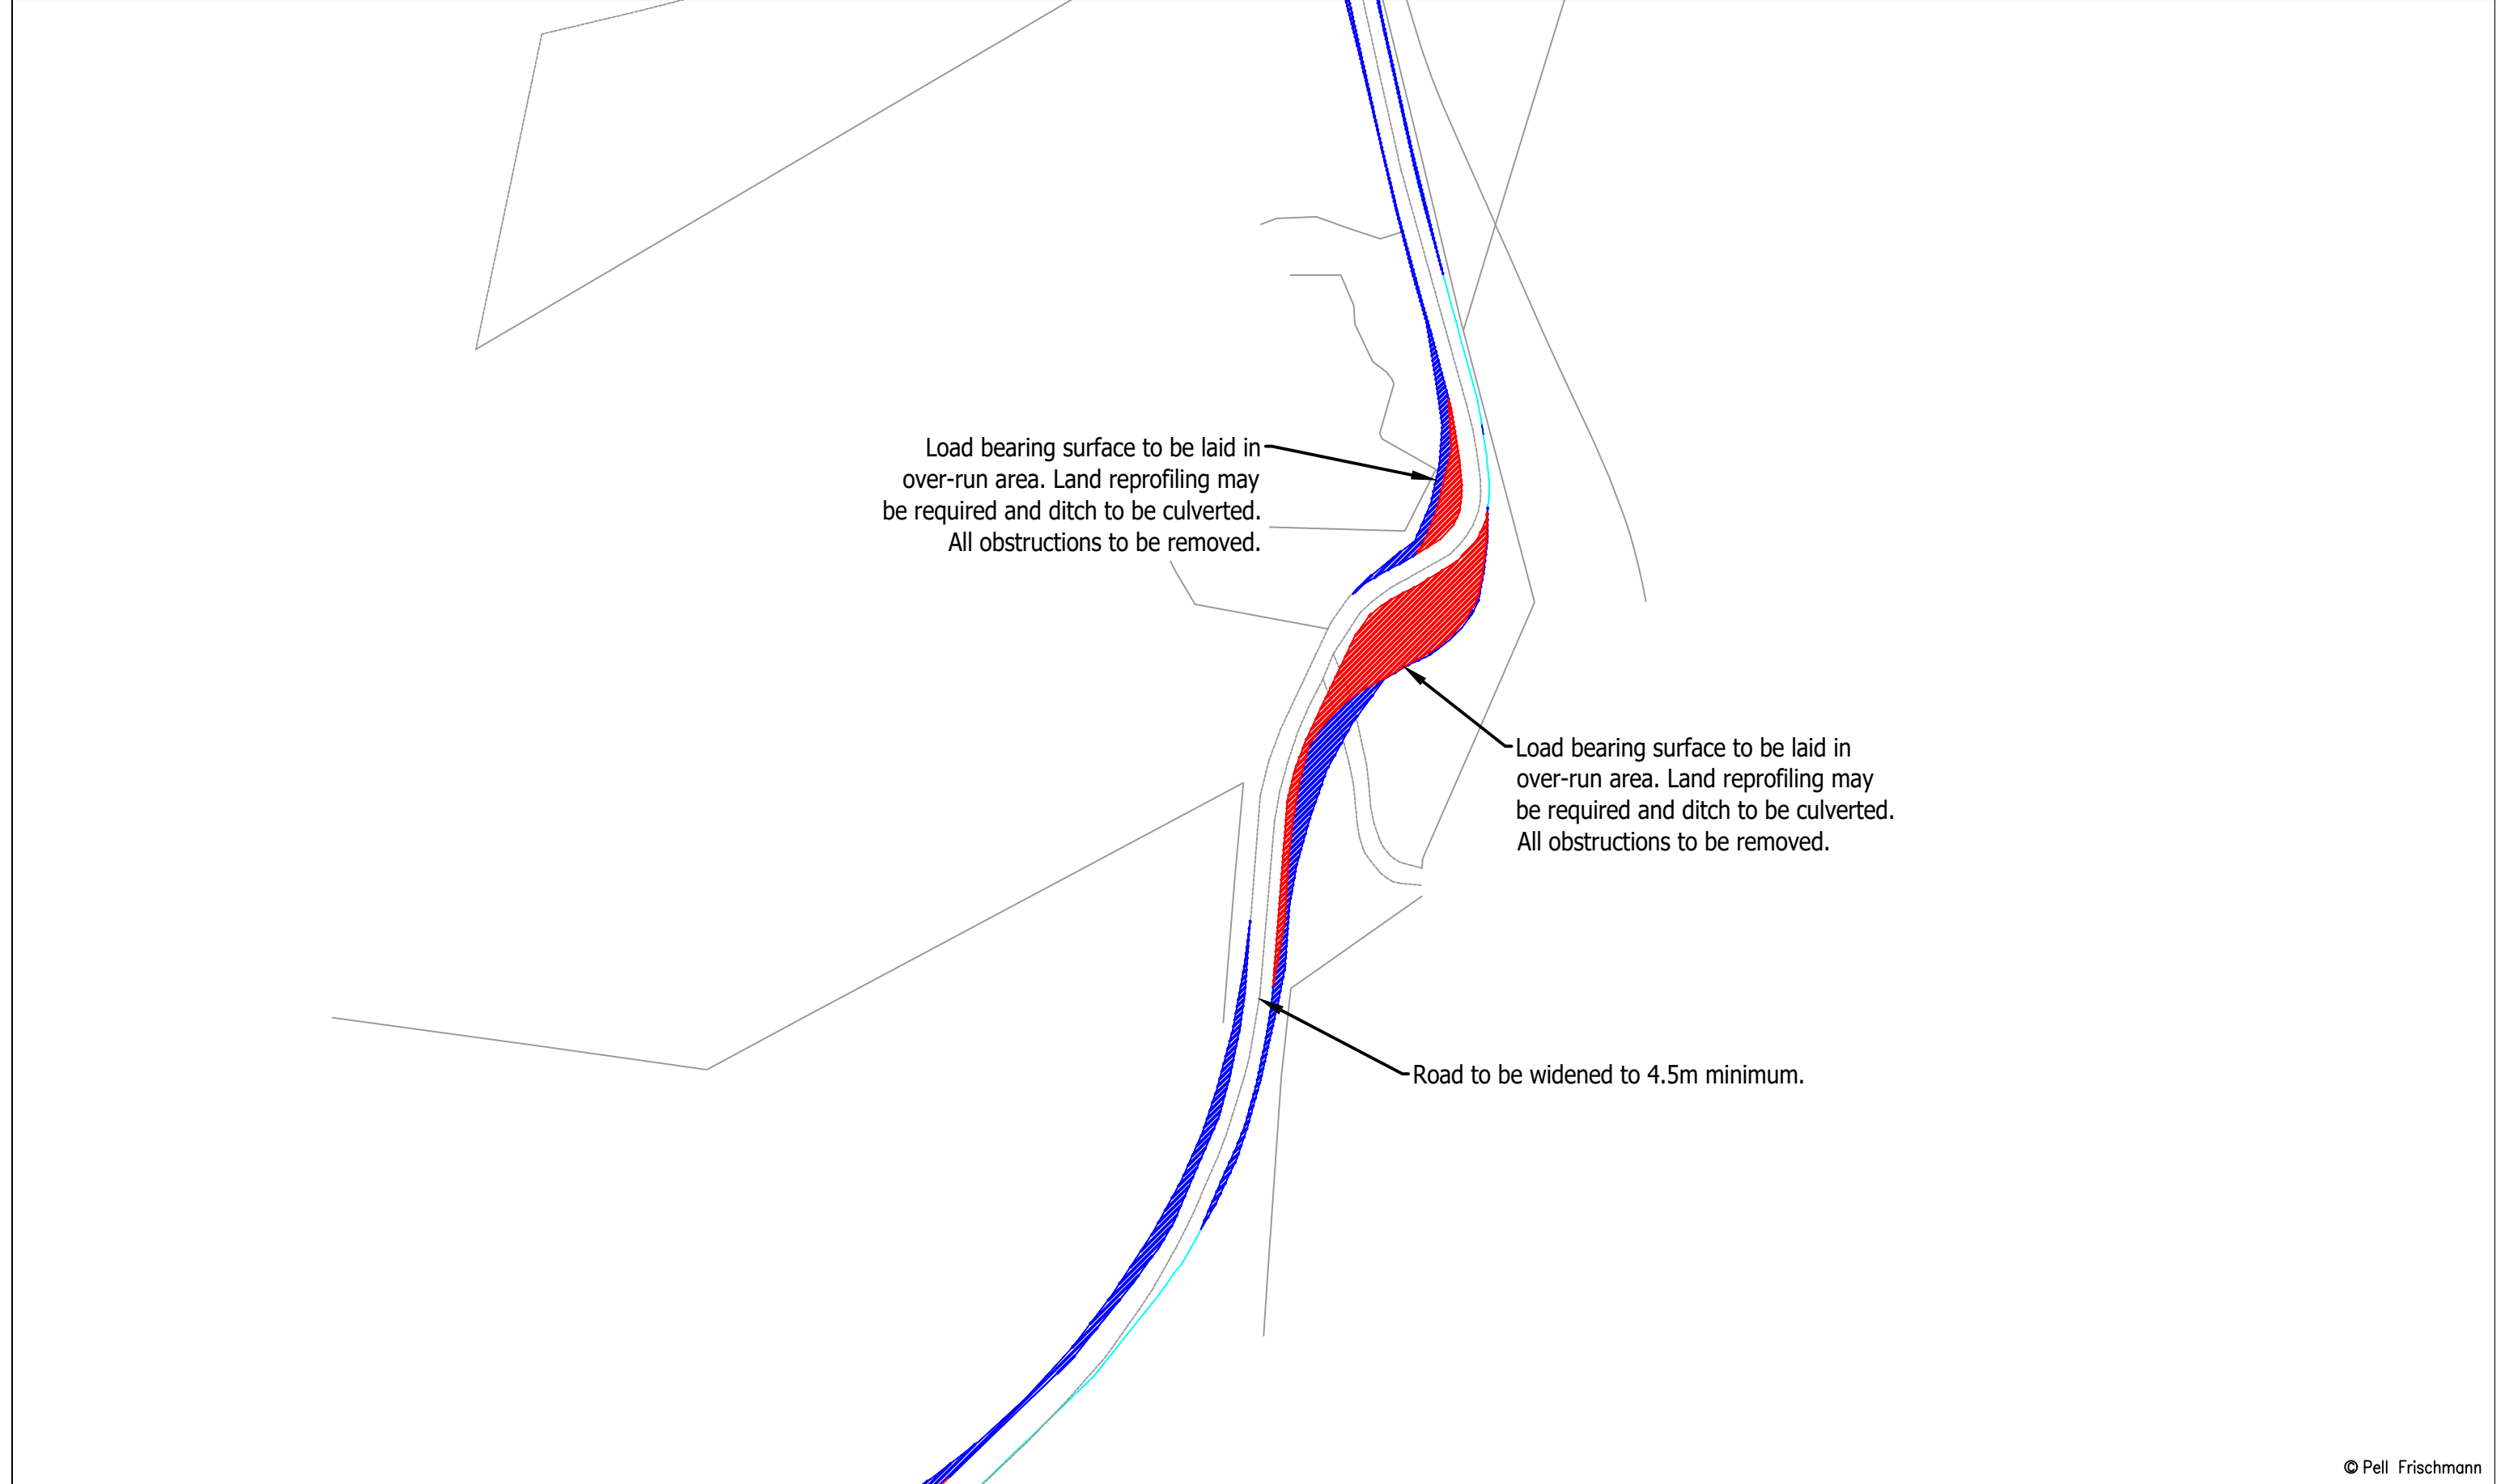 Load bearing surface to be laid in
over-run area. Land reprofiling may
be required and ditch to be culverted.
All obstructions to be removed.
Load bearing surface to be laid in
over-run area. Land reprofiling may
be required and ditch to be culverted.
All obstructions to be removed.
Road to be widened to 4.5m minimum.
© Pell Frischmann